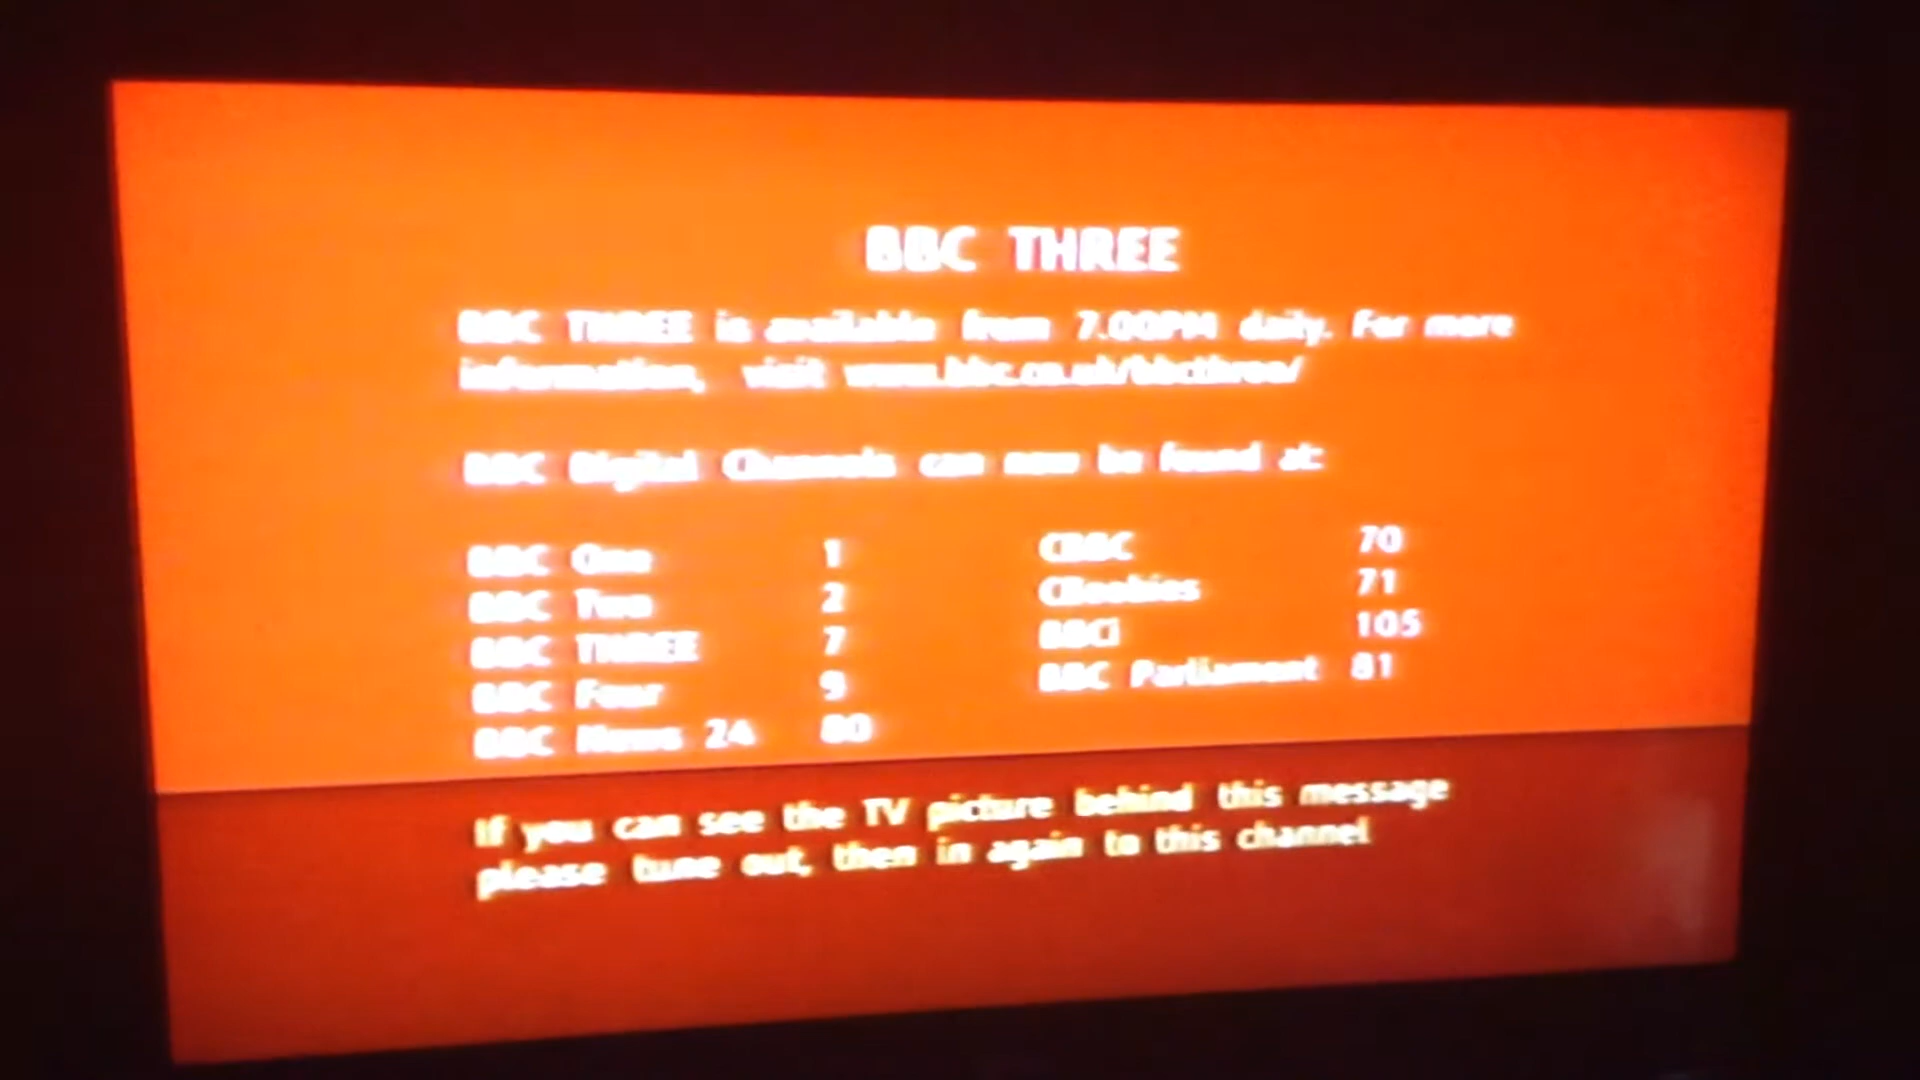 BBC THREE
BBC THREE is available from 7.00PM daily. For more
information, visit www.bbc.co.uk/bbcthree/
BBC Digital Channels can now be found at:
BBC One 1 CBBC 70
BBC Two 2 CBeebies 71
BBC THREE 7 BBCi 105
BBC Four 9 BBC Parliament 81
BBC News 24 80
If you can see the TV picture behind this message
please tune out, then in again to this channel